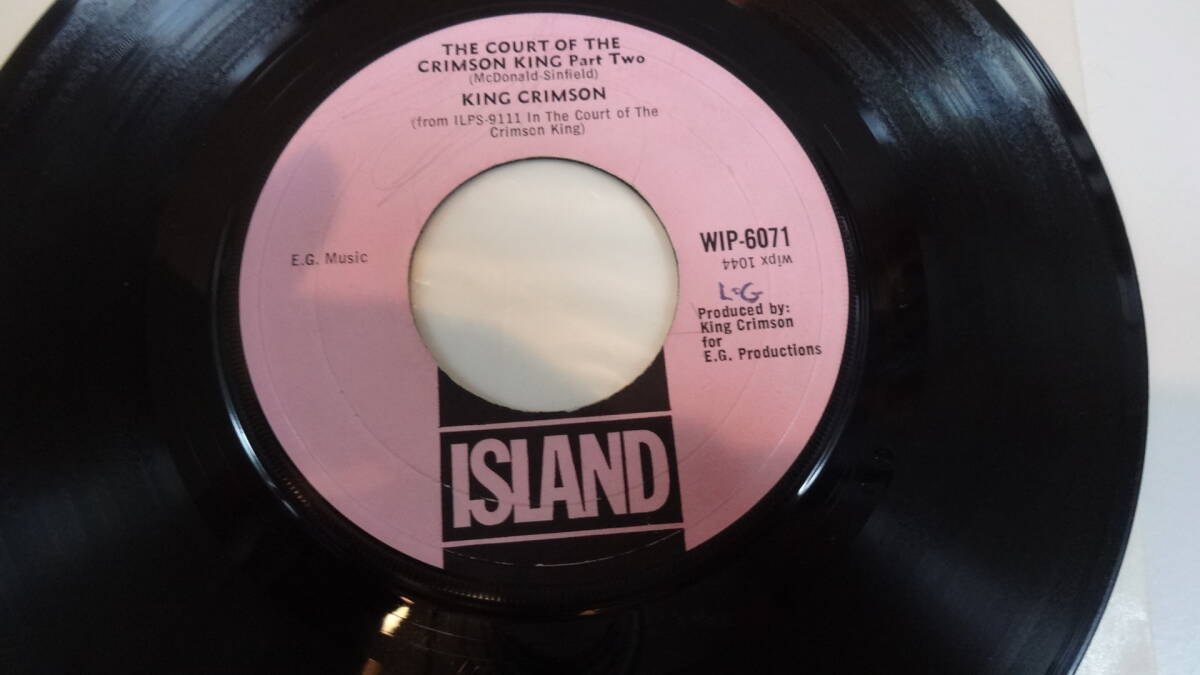 THE COURT OF THE
CRIMSON KING Part Two
(McDonald-Sinfield)
KING CRIMSON
(from ILPS-9111 In The Court of The
Crimson King)
E.G. Music
WIP-6071
wipx 1044
L=G
Produced by:
King Crimson
for
E.G. Productions
ISLAND